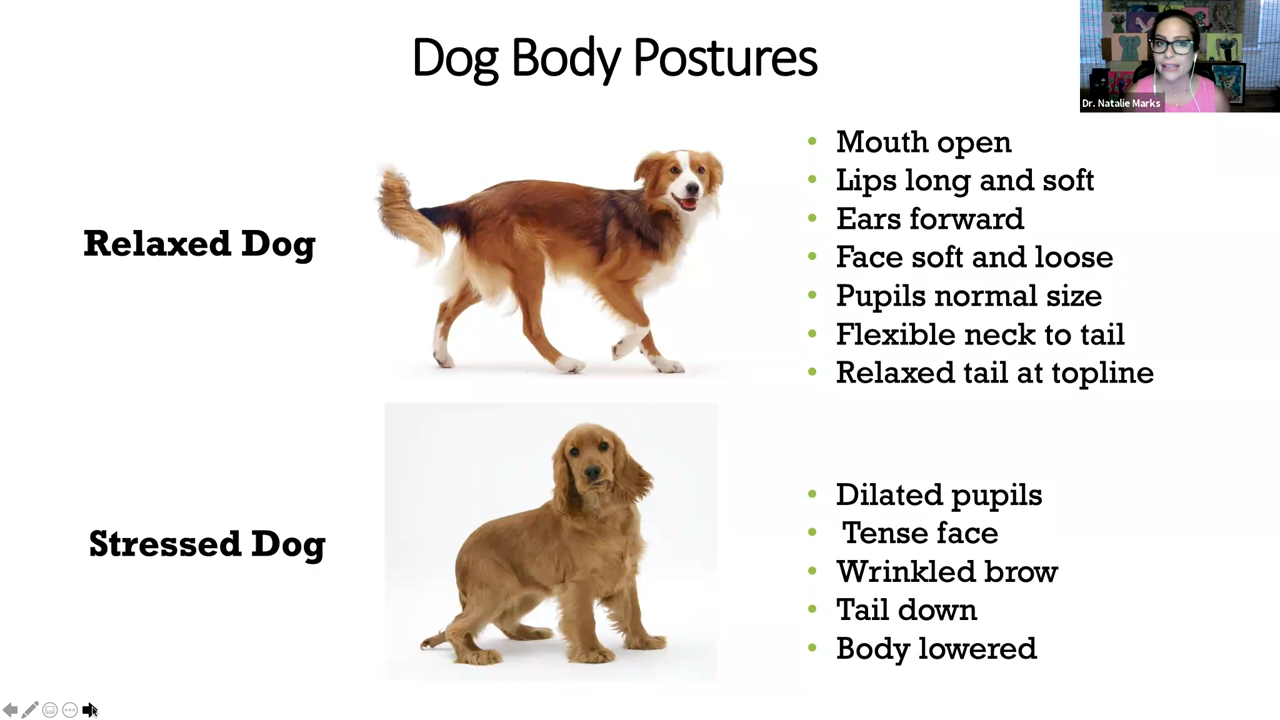 Dog Body Postures
Dr. Natalie Marks
Relaxed Dog
• Mouth open
• Lips long and soft
• Ears forward
• Face soft and loose
• Pupils normal size
• Flexible neck to tail
• Relaxed tail at topline
Stressed Dog
• Dilated pupils
• Tense face
• Wrinkled brow
• Tail down
• Body lowered